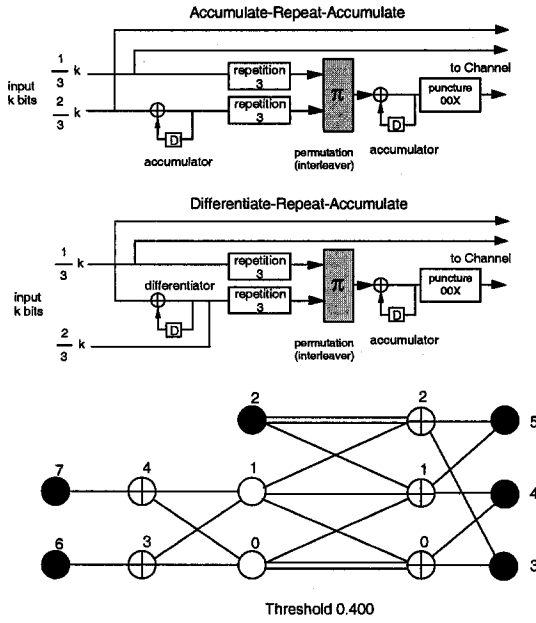 Accumulate-Repeat-Accumulate
1/3 k
input
k bits
2/3 k
repetition
3
repetition
3
π
D
accumulator
permutation
(interleaver)
D
accumulator
to Channel
puncture
00X
Differentiate-Repeat-Accumulate
1/3 k
input
k bits
2/3 k
differentiator
D
repetition
3
repetition
3
π
permutation
(interleaver)
D
accumulator
to Channel
puncture
00X
2 2 5
7 4 1 1 4
6 3 0 0 3
Threshold 0.400